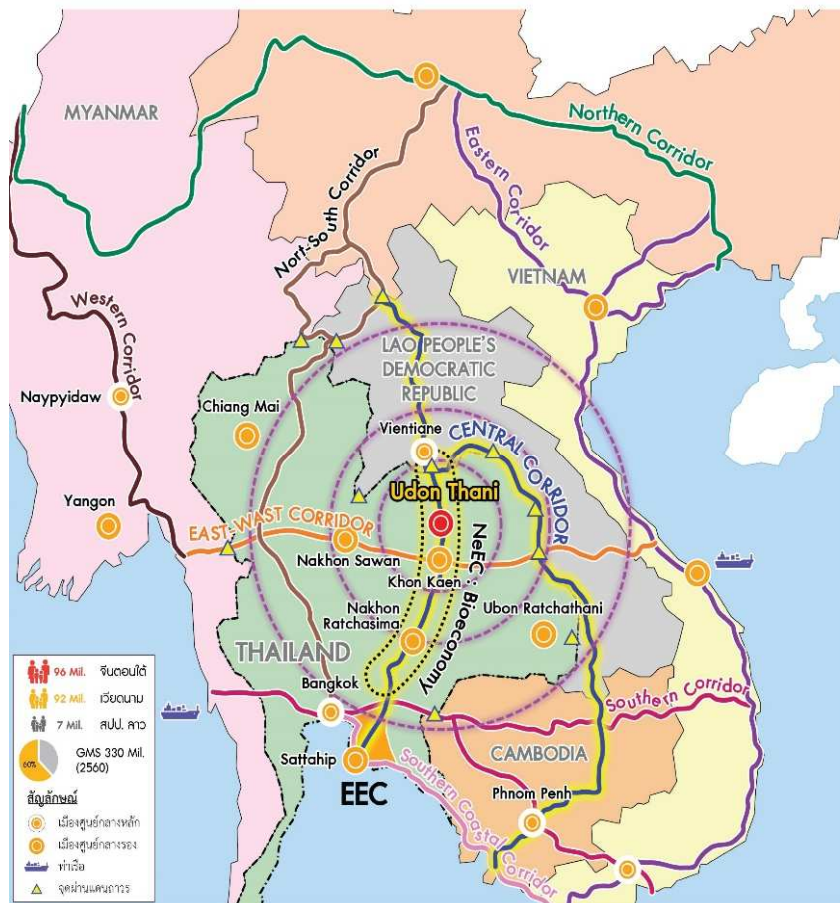 MYANMAR
Northern Corridor
Eastern Corridor
Nort-South Corridor
VIETNAM
Western Corridor
LAO PEOPLE'S
DEMOCRATIC
REPUBLIC
Naypyidaw
Chiang Mai
Vientiane
CENTRAL CORRIDOR
Udon Thani
Yangon
EAST-WAST CORRIDOR
Nakhon Sawan
Khon Kaen
NeEC : Bioeconomy
Nakhon
Ratchasima
Ubon Ratchathani
THAILAND
Bangkok
Southern Corridor
CAMBODIA
Sattahip
EEC
Phnom Penh
Southern Coastal Corridor
96 Mil. จีนตอนใต้
92 Mil. เวียดนาม
7 Mil. สปป. ลาว
60%
GMS 330 Mil.
(2560)
สัญลักษณ์
เมืองศูนย์กลางหลัก
เมืองศูนย์กลางรอง
ท่าเรือ
จุดผ่านแดนถาวร